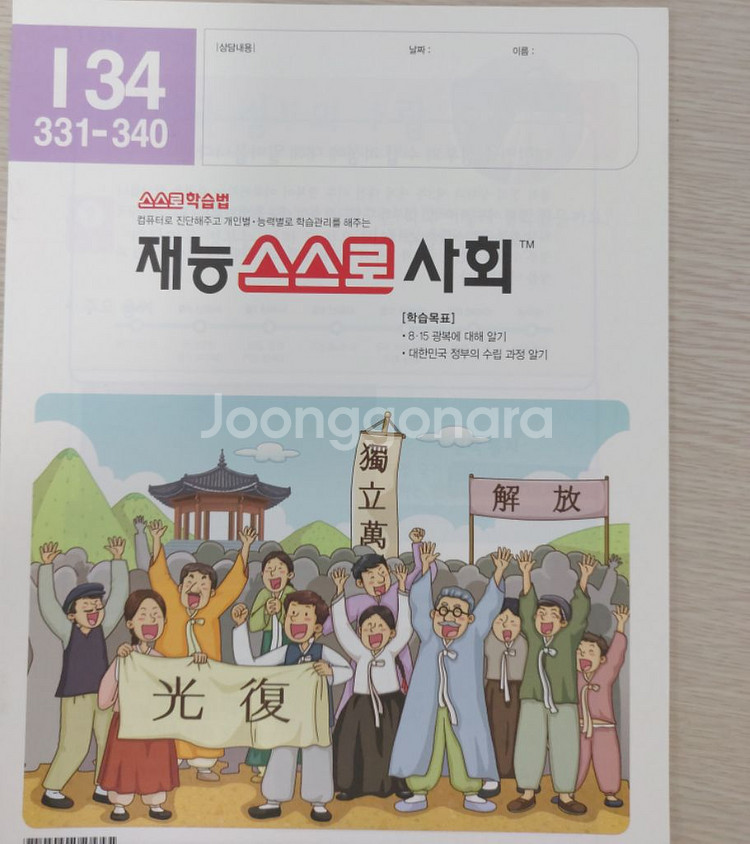 I 34
331-340
[상담내용]
날짜 :
이름 :
스스로학습법
컴퓨터로 진단해주고 개인별·능력별로 학습관리를 해주는
재능스스로사회™
[학습목표]
• 8·15 광복에 대해 알기
• 대한민국 정부의 수립 과정 알기
Joonggonara
獨立萬
解放
光復